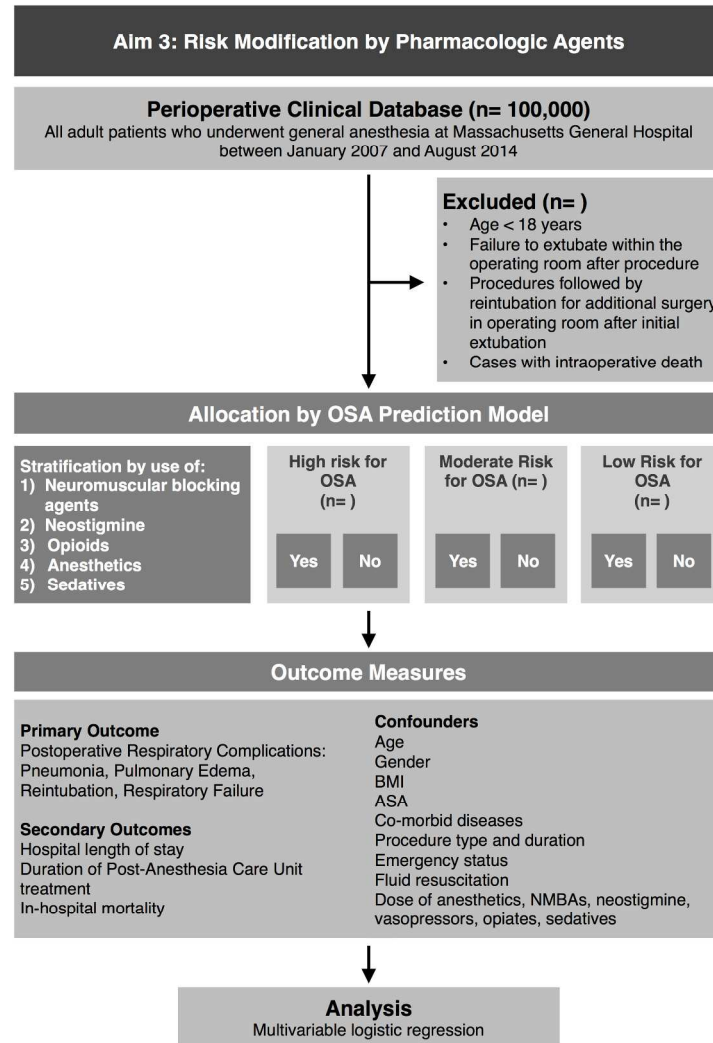 Aim 3: Risk Modification by Pharmacologic Agents
Perioperative Clinical Database (n= 100,000)
All adult patients who underwent general anesthesia at Massachusetts General Hospital
between January 2007 and August 2014
Excluded (n= )
• Age < 18 years
• Failure to extubate within the
operating room after procedure
• Procedures followed by
reintubation for additional surgery
in operating room after initial
extubation
• Cases with intraoperative death
Allocation by OSA Prediction Model
Stratification by use of:
1) Neuromuscular blocking
agents
2) Neostigmine
3) Opioids
4) Anesthetics
5) Sedatives
High risk for
OSA
(n= )
Yes No
Moderate Risk
for OSA (n= )
Yes No
Low Risk for
OSA
(n= )
Yes No
Outcome Measures
Primary Outcome
Postoperative Respiratory Complications:
Pneumonia, Pulmonary Edema,
Reintubation, Respiratory Failure
Secondary Outcomes
Hospital length of stay
Duration of Post-Anesthesia Care Unit
treatment
In-hospital mortality
Confounders
Age
Gender
BMI
ASA
Co-morbid diseases
Procedure type and duration
Emergency status
Fluid resuscitation
Dose of anesthetics, NMBAs, neostigmine,
vasopressors, opiates, sedatives
Analysis
Multivariable logistic regression